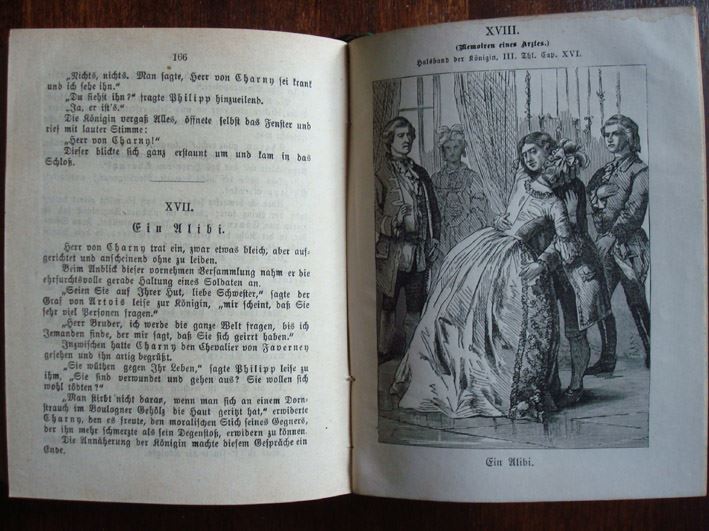 166
„Nichts, nichts. Man sagte, Herr von Charny sei krank
und ich sehe ihn.“
„Du siehst ihn?“ fragte Philipp hinzueilend.
„Ja, er ist's.“
Die Königin vergaß Alles, öffnete selbst das Fenster und
rief mit lauter Stimme:
„Herr von Charny!“
Dieser blickte sich ganz erstaunt um und kam in das
Schloß.
XVII.
Ein Alibi.
Herr von Charny trat ein, zwar etwas bleich, aber auf-
gerichtet und anscheinend ohne zu leiden.
Beim Anblick dieser vornehmen Versammlung nahm er die
ehrfurchtsvolle gerade Haltung eines Soldaten an.
„Seien Sie auf Ihrer Hut, liebe Schwester,“ sagte der
Graf von Artois leise zur Königin, „mir scheint, daß Sie
sehr viel Personen fragen.“
„Herr Bruder, ich werde die ganze Welt fragen, bis ich
Jemanden finde, der mir sagt, daß Sie sich geirrt haben.“
Inzwischen hatte Charny den Chevalier von Taverney
gesehen und ihn artig begrüßt.
„Sie wüthen gegen Ihr Leben,“ sagte Philipp leise zu
ihm, „Sie sind verwundet und gehen aus? Sie wollen sich
wohl tödten?“
„Man stirbt nicht daran, wenn man sich an einem Dorn-
strauch im Boulogner Gehölz die Haut geritzt hat,“ erwiderte
Charny, den es freute, den moralischen Stich seines Gegners,
der ihn mehr schmerzte als sein Degenstoß, erwidern zu können.
Die Annäherung der Königin machte diesem Gespräche ein
Ende.
XVIII.
(Memoiren eines Arztes.)
Halsband der Königin, III. Thl. Cap. XVI.
Ein Alibi.